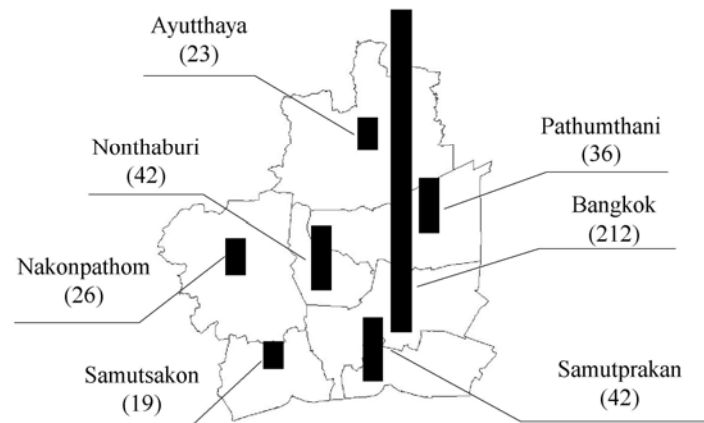 Ayutthaya
(23)
Nonthaburi
(42)
Pathumthani
(36)
Bangkok
(212)
Nakonpathom
(26)
Samutsakon
(19)
Samutprakan
(42)